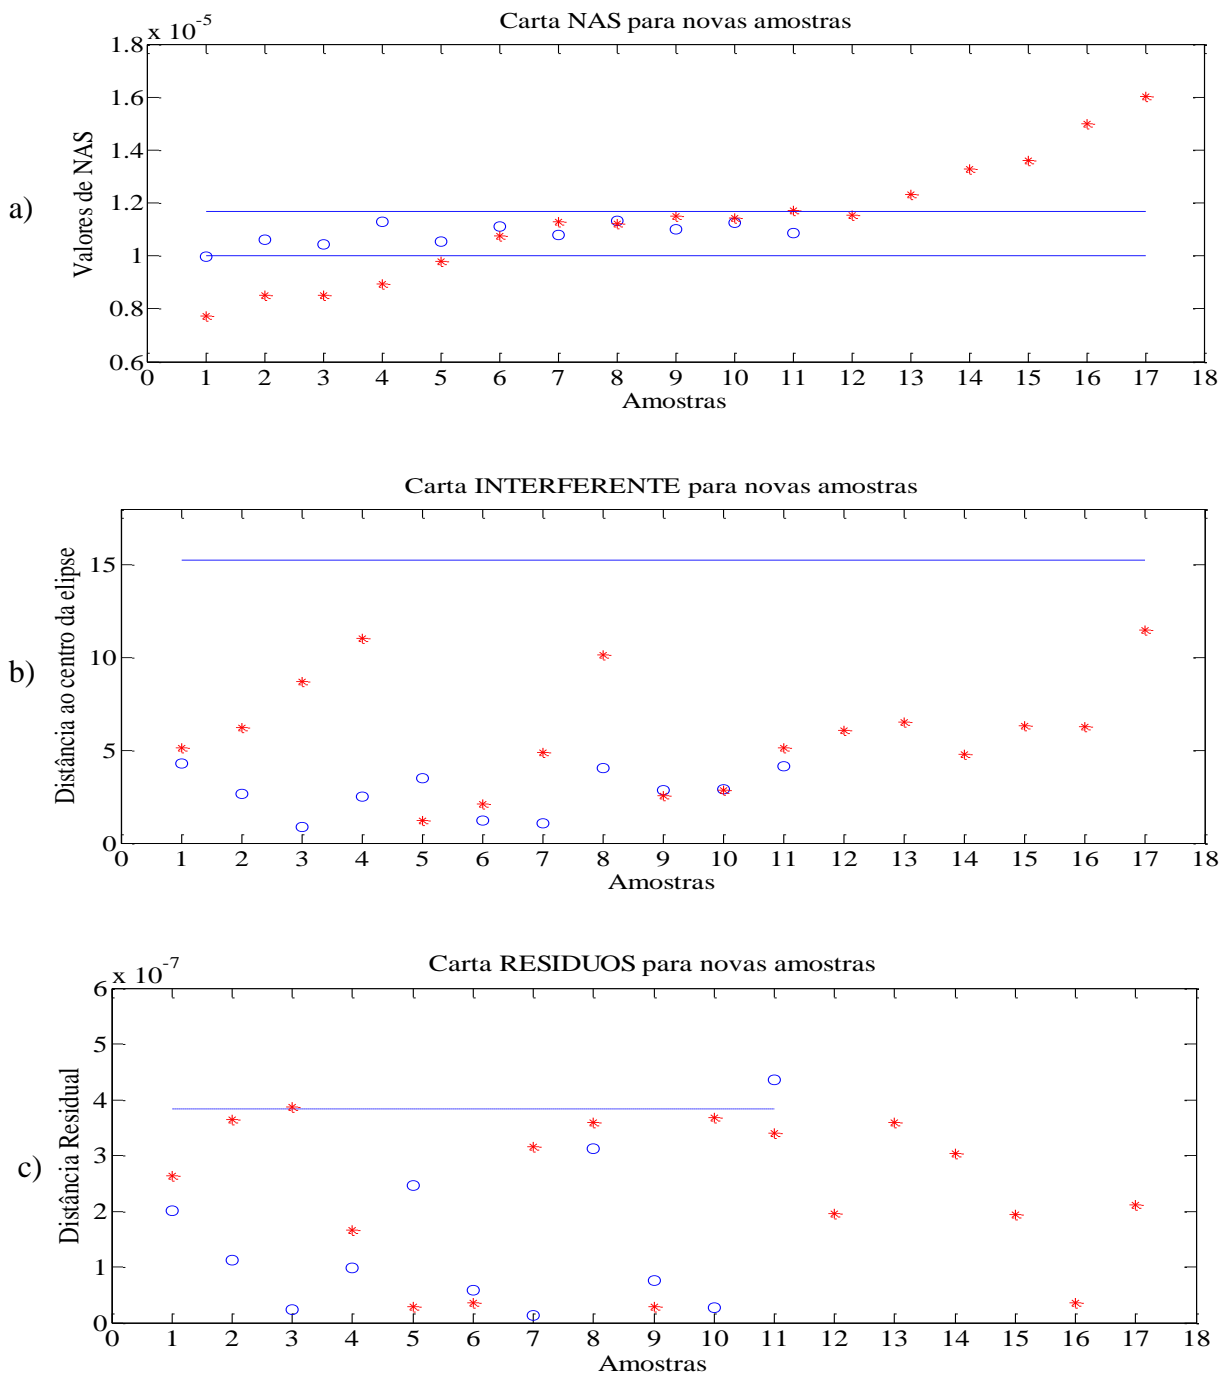 Carta NAS para novas amostras
x 10^-5
1.8
1.6
1.4
1.2
1
0.8
0.6
a)
Valores de NAS
0 1 2 3 4 5 6 7 8 9 10 11 12 13 14 15 16 17 18
Amostras
Carta INTERFERENTE para novas amostras
15
10
5
0
b)
Distância ao centro da elipse
0 1 2 3 4 5 6 7 8 9 10 11 12 13 14 15 16 17 18
Amostras
Carta RESIDUOS para novas amostras
x 10^-7
6
5
4
3
2
1
0
c)
Distância Residual
0 1 2 3 4 5 6 7 8 9 10 11 12 13 14 15 16 17 18
Amostras